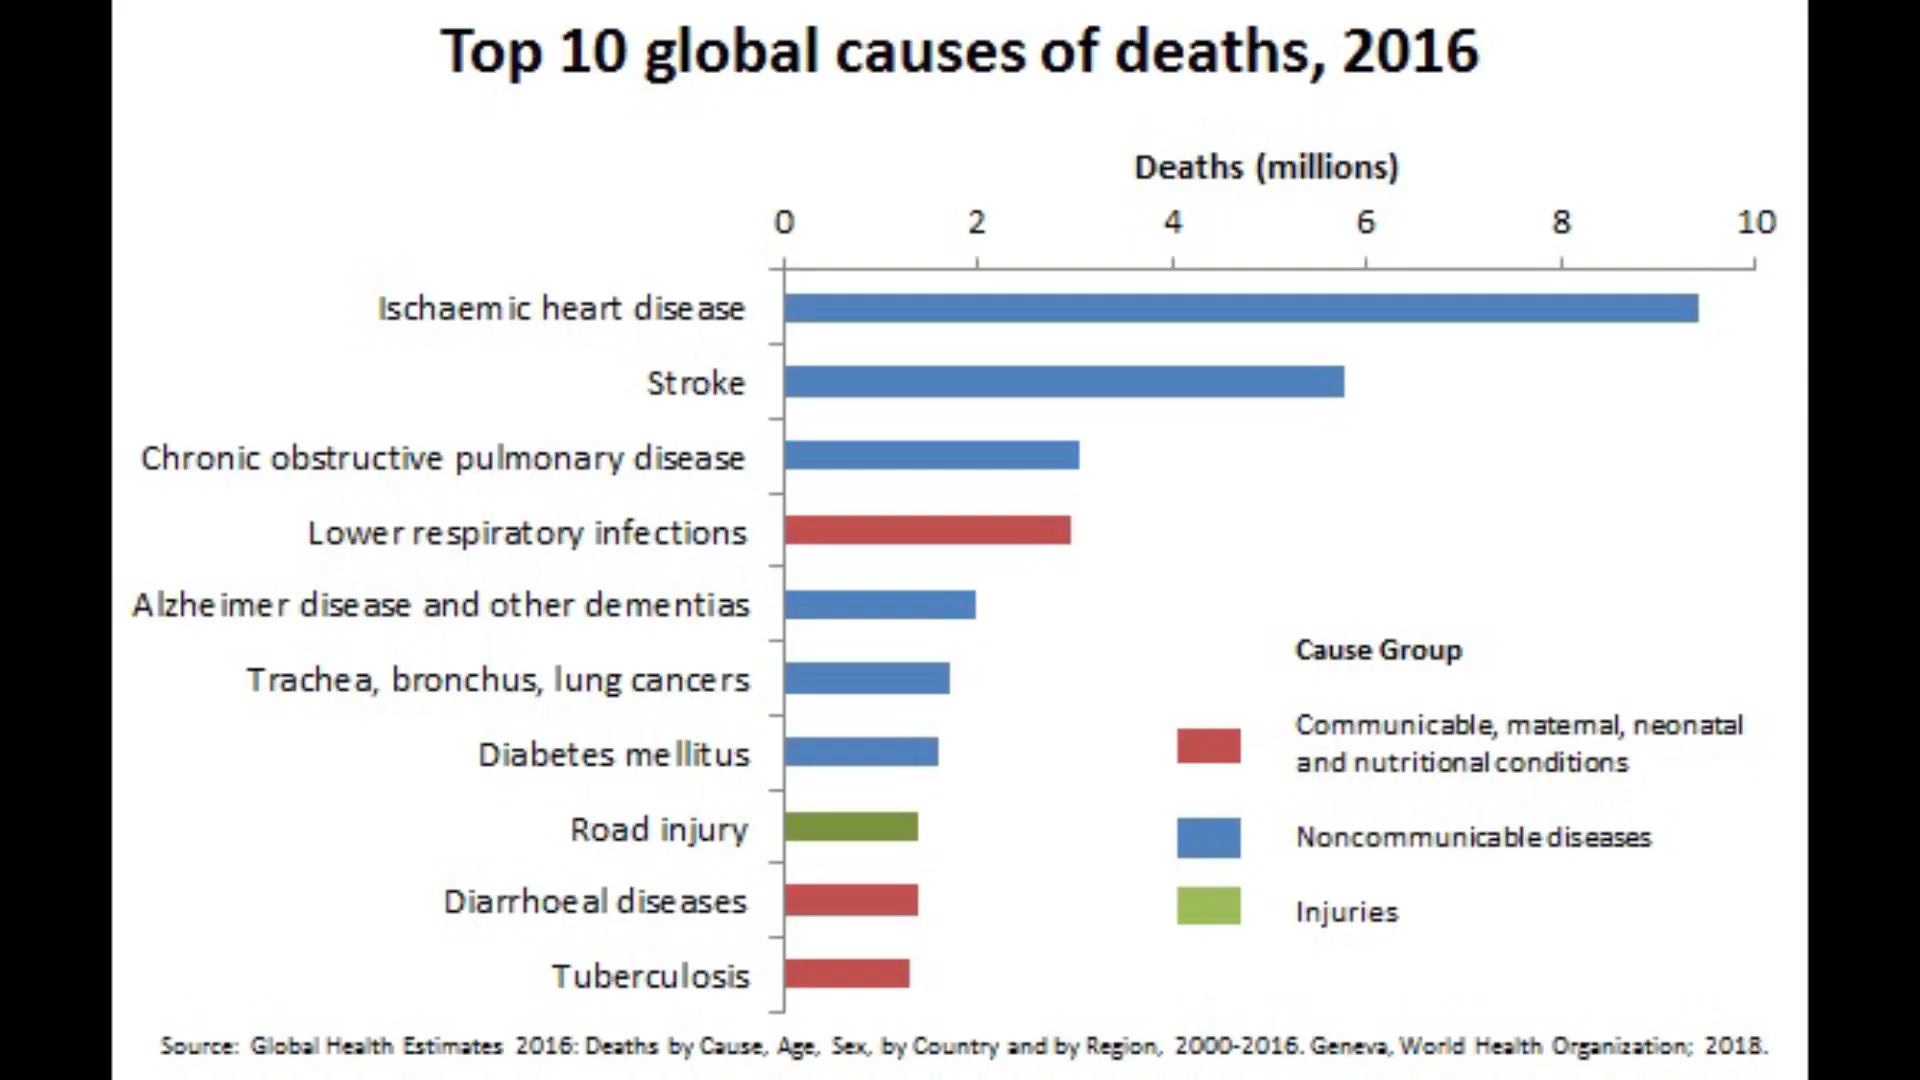 Top 10 global causes of deaths, 2016
Deaths (millions)
0 2 4 6 8 10
Ischaemic heart disease
Stroke
Chronic obstructive pulmonary disease
Lower respiratory infections
Alzheimer disease and other dementias
Trachea, bronchus, lung cancers
Diabetes mellitus
Road injury
Diarrhoeal diseases
Tuberculosis
Cause Group
Communicable, maternal, neonatal
and nutritional conditions
Noncommunicable diseases
Injuries
Source: Global Health Estimates 2016: Deaths by Cause, Age, Sex, by Country and by Region, 2000-2016. Geneva, World Health Organization; 2018.